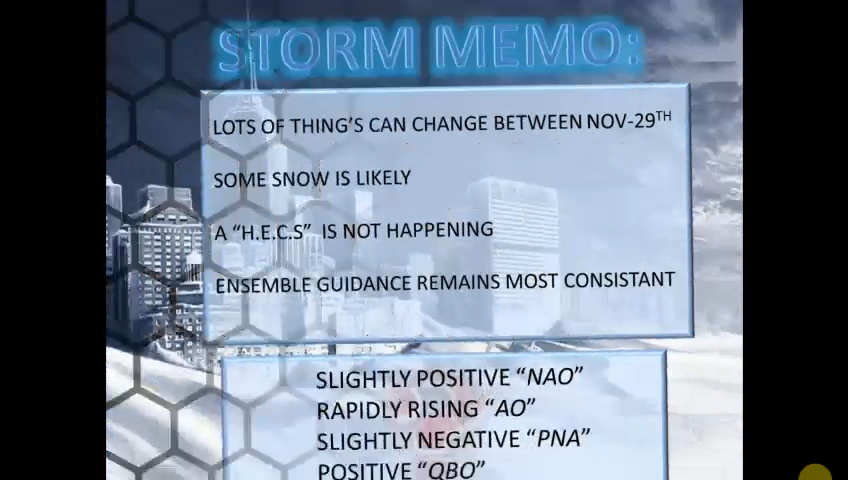 STORM MEMO:
LOTS OF THING'S CAN CHANGE BETWEEN NOV-29TH
SOME SNOW IS LIKELY
A "H.E.C.S" IS NOT HAPPENING
ENSEMBLE GUIDANCE REMAINS MOST CONSISTANT
SLIGHTLY POSITIVE "NAO"
RAPIDLY RISING "AO"
SLIGHTLY NEGATIVE "PNA"
POSITIVE "QBO"